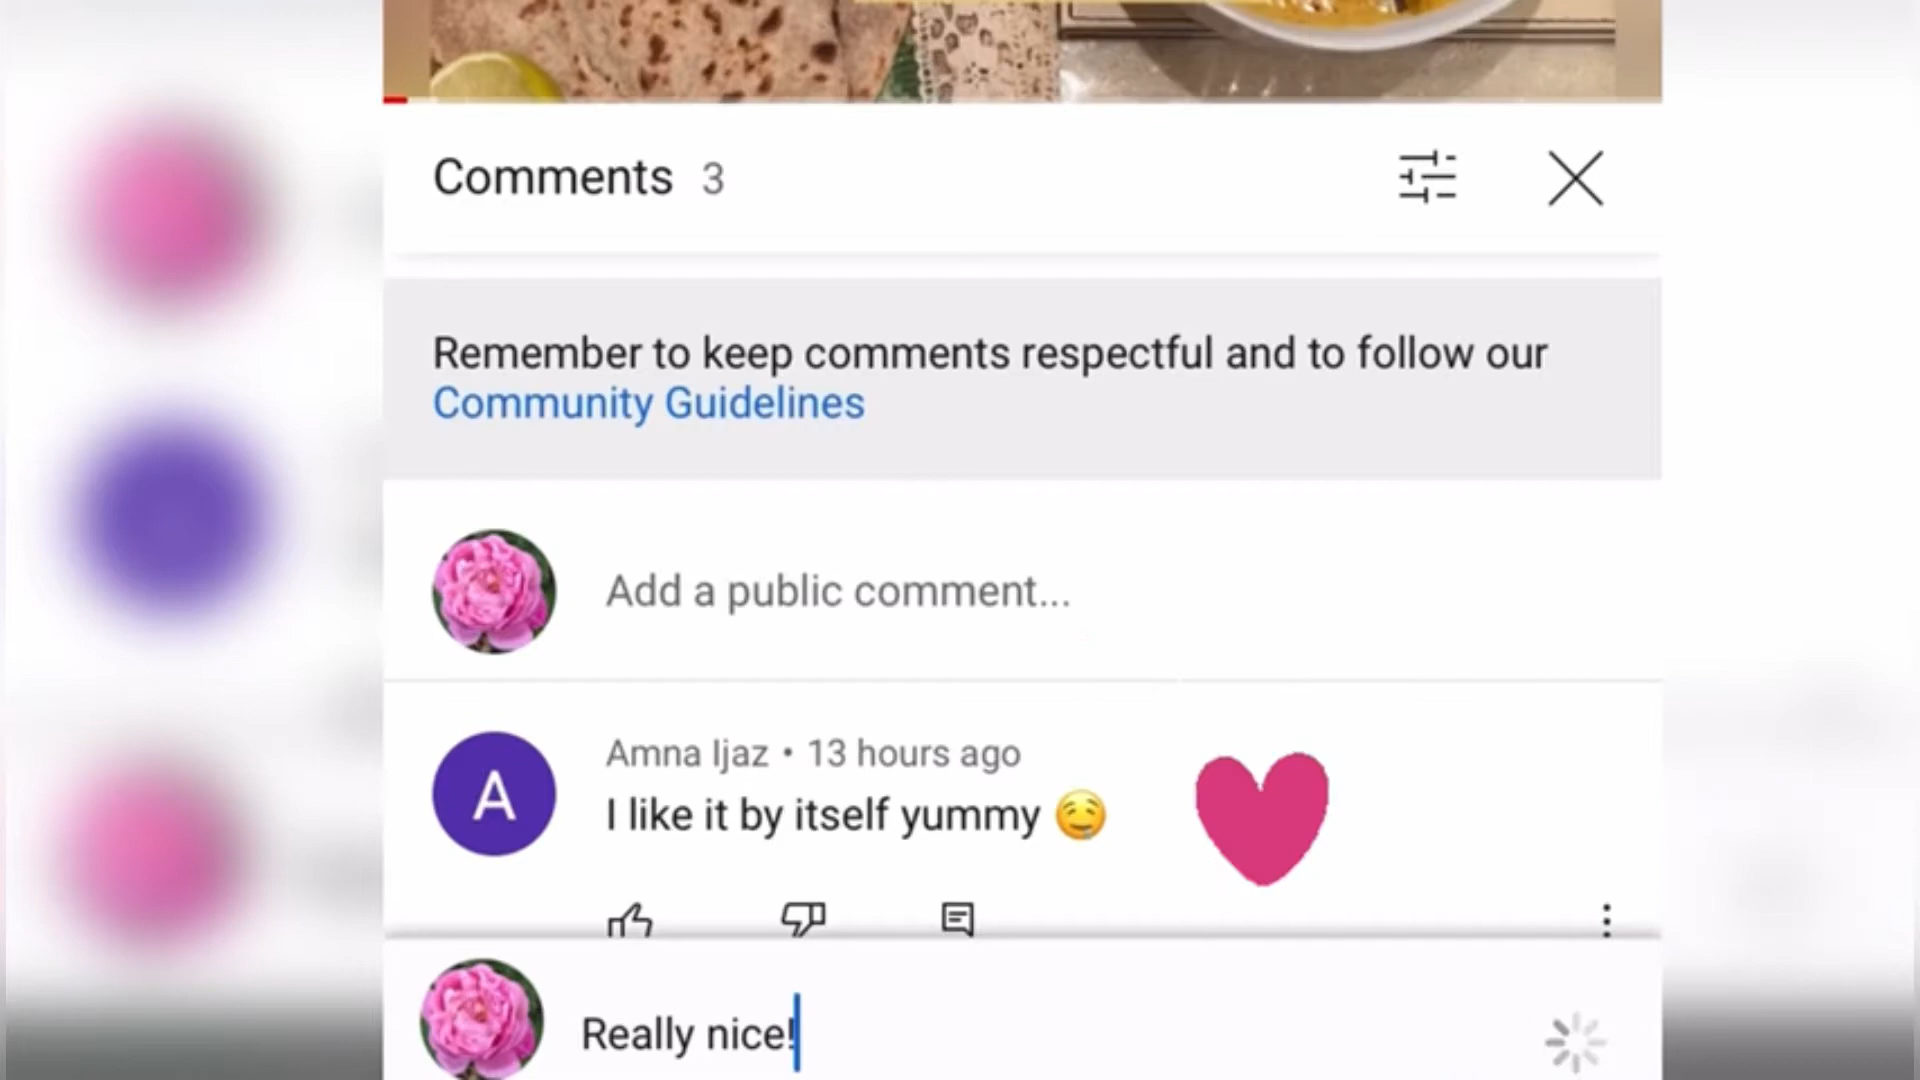 Comments 3
Remember to keep comments respectful and to follow our
Community Guidelines
Add a public comment...
A
Amna Ijaz • 13 hours ago
I like it by itself yummy 🤤
Really nice!